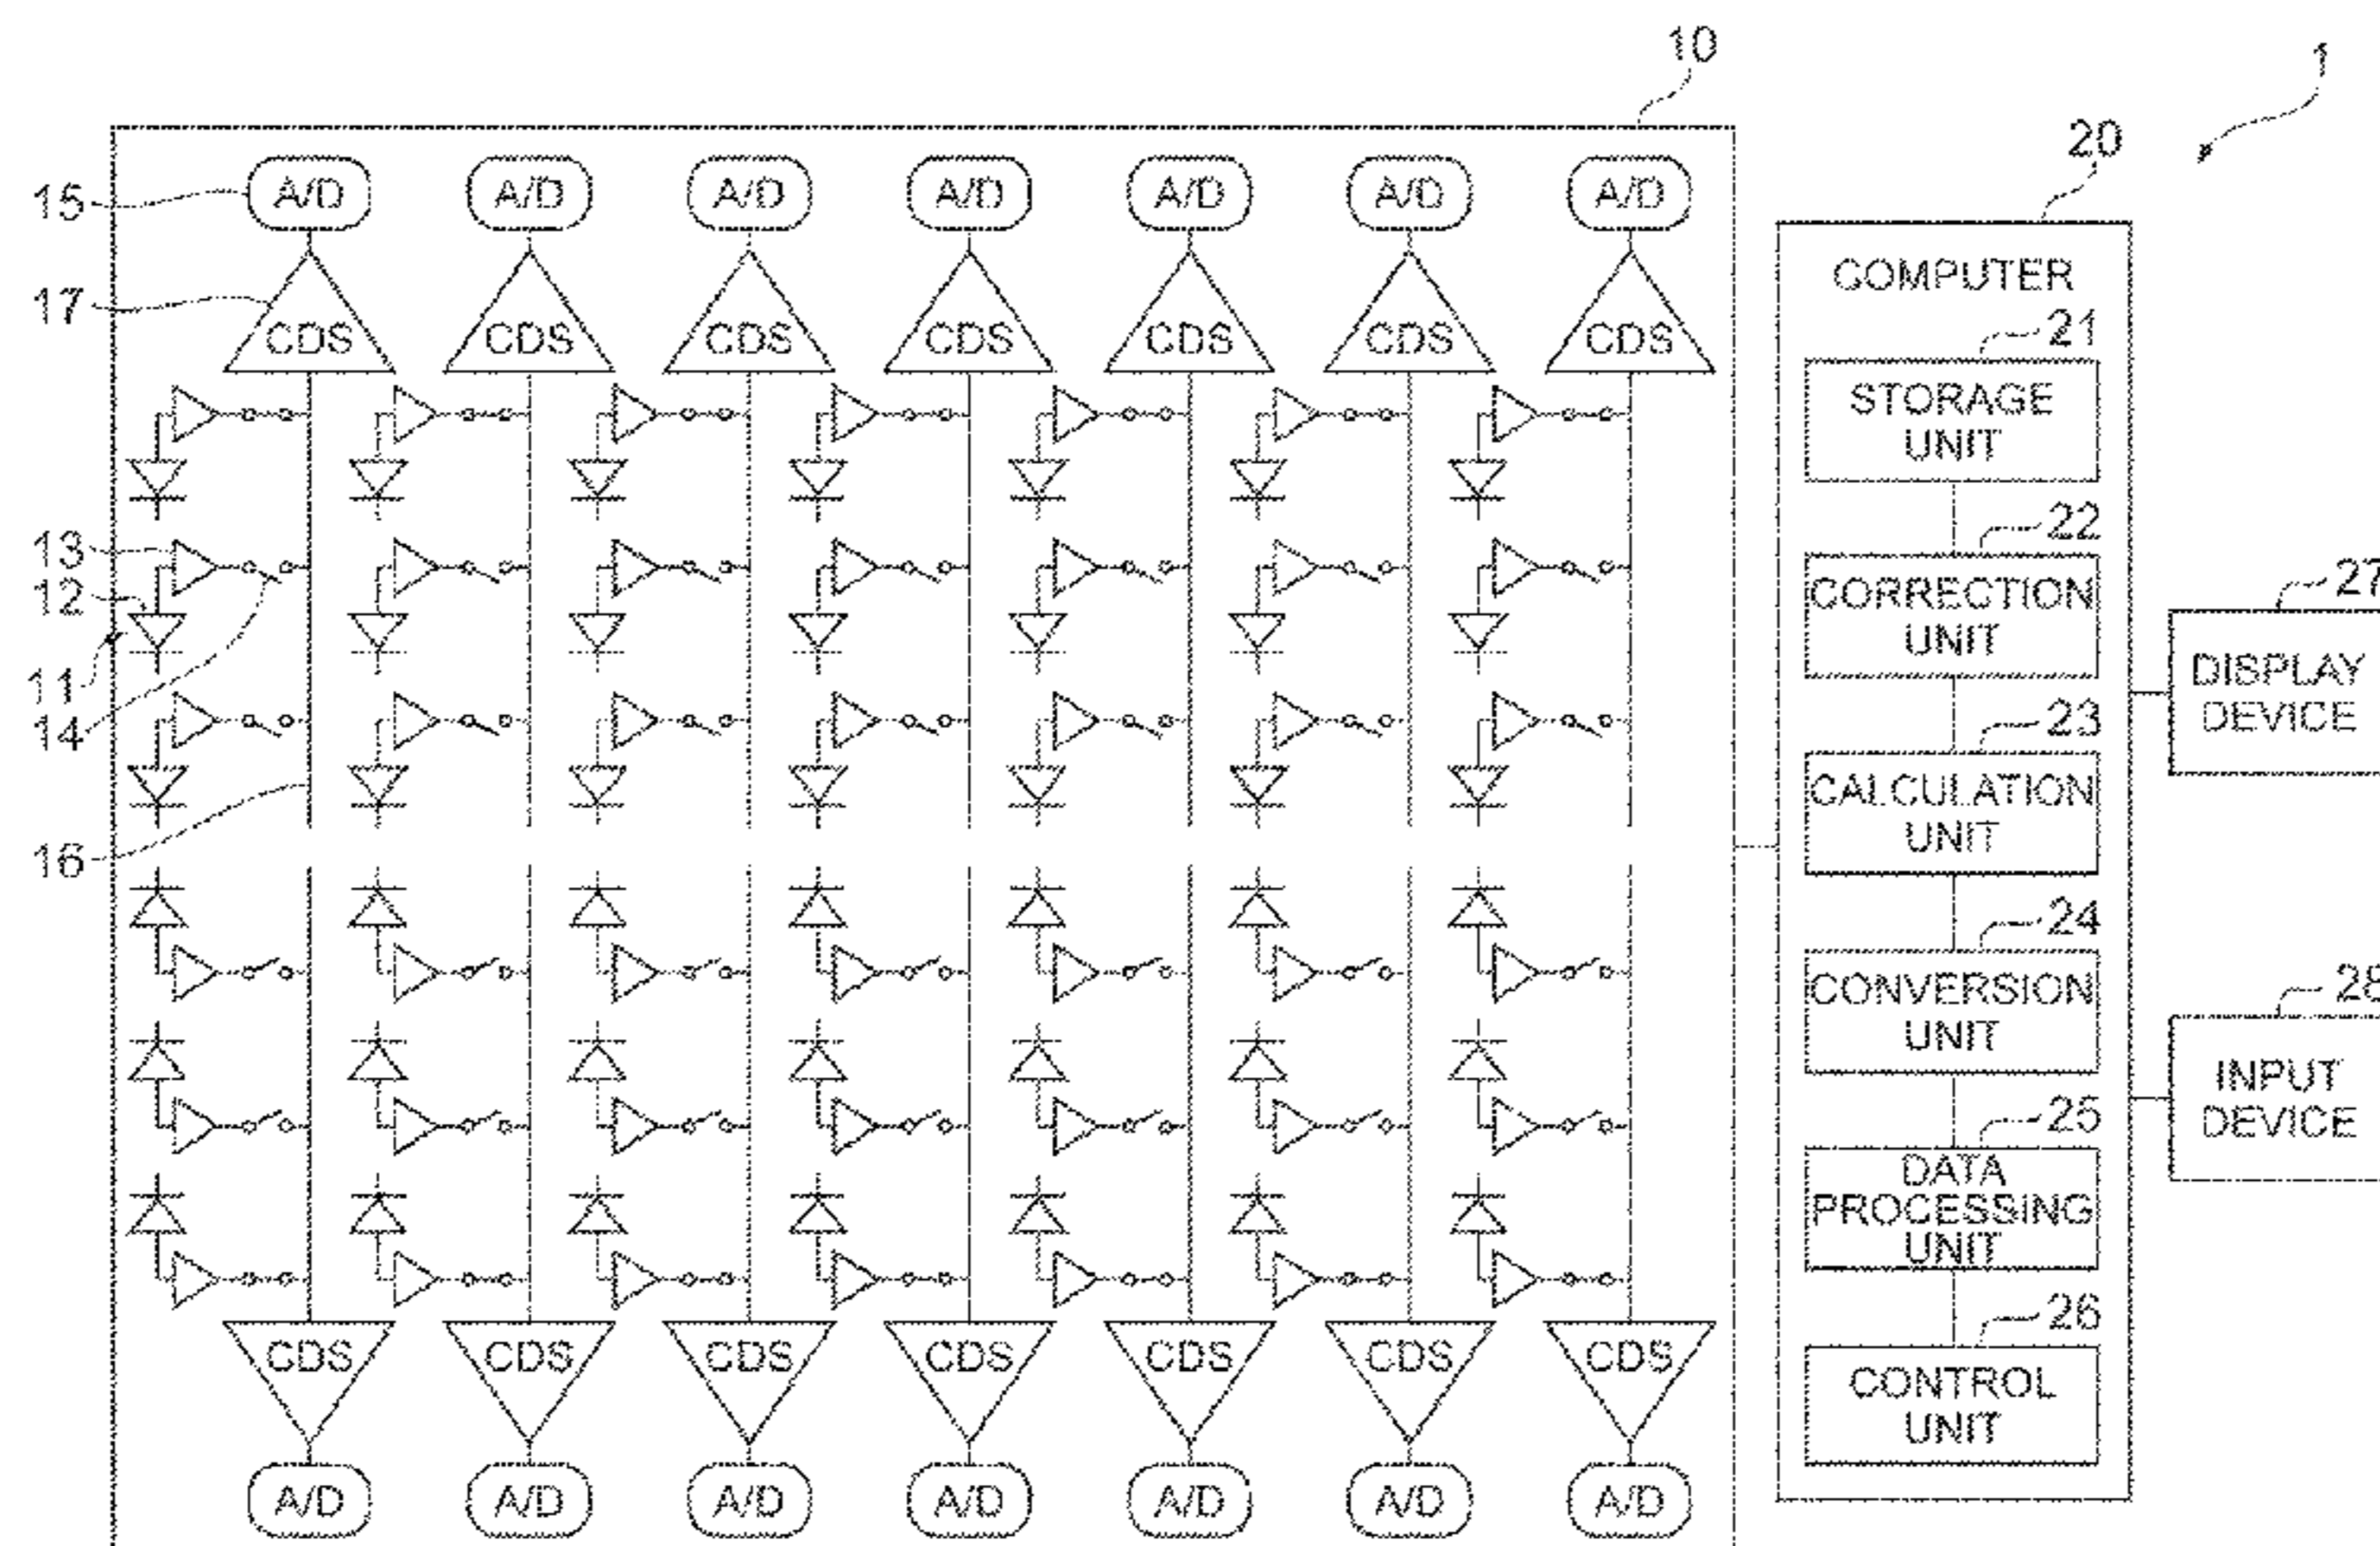 10
1
20
15
A/D A/D A/D A/D A/D A/D A/D
17
CDS CDS CDS CDS CDS CDS CDS
COMPUTER
21
STORAGE
UNIT
13
12
11
14
16
22
CORRECTION
UNIT
27
DISPLAY
DEVICE
23
CALCULATION
UNIT
24
CONVERSION
UNIT
28
INPUT
DEVICE
25
DATA
PROCESSING
UNIT
26
CONTROL
UNIT
CDS CDS CDS CDS CDS CDS CDS
A/D A/D A/D A/D A/D A/D A/D